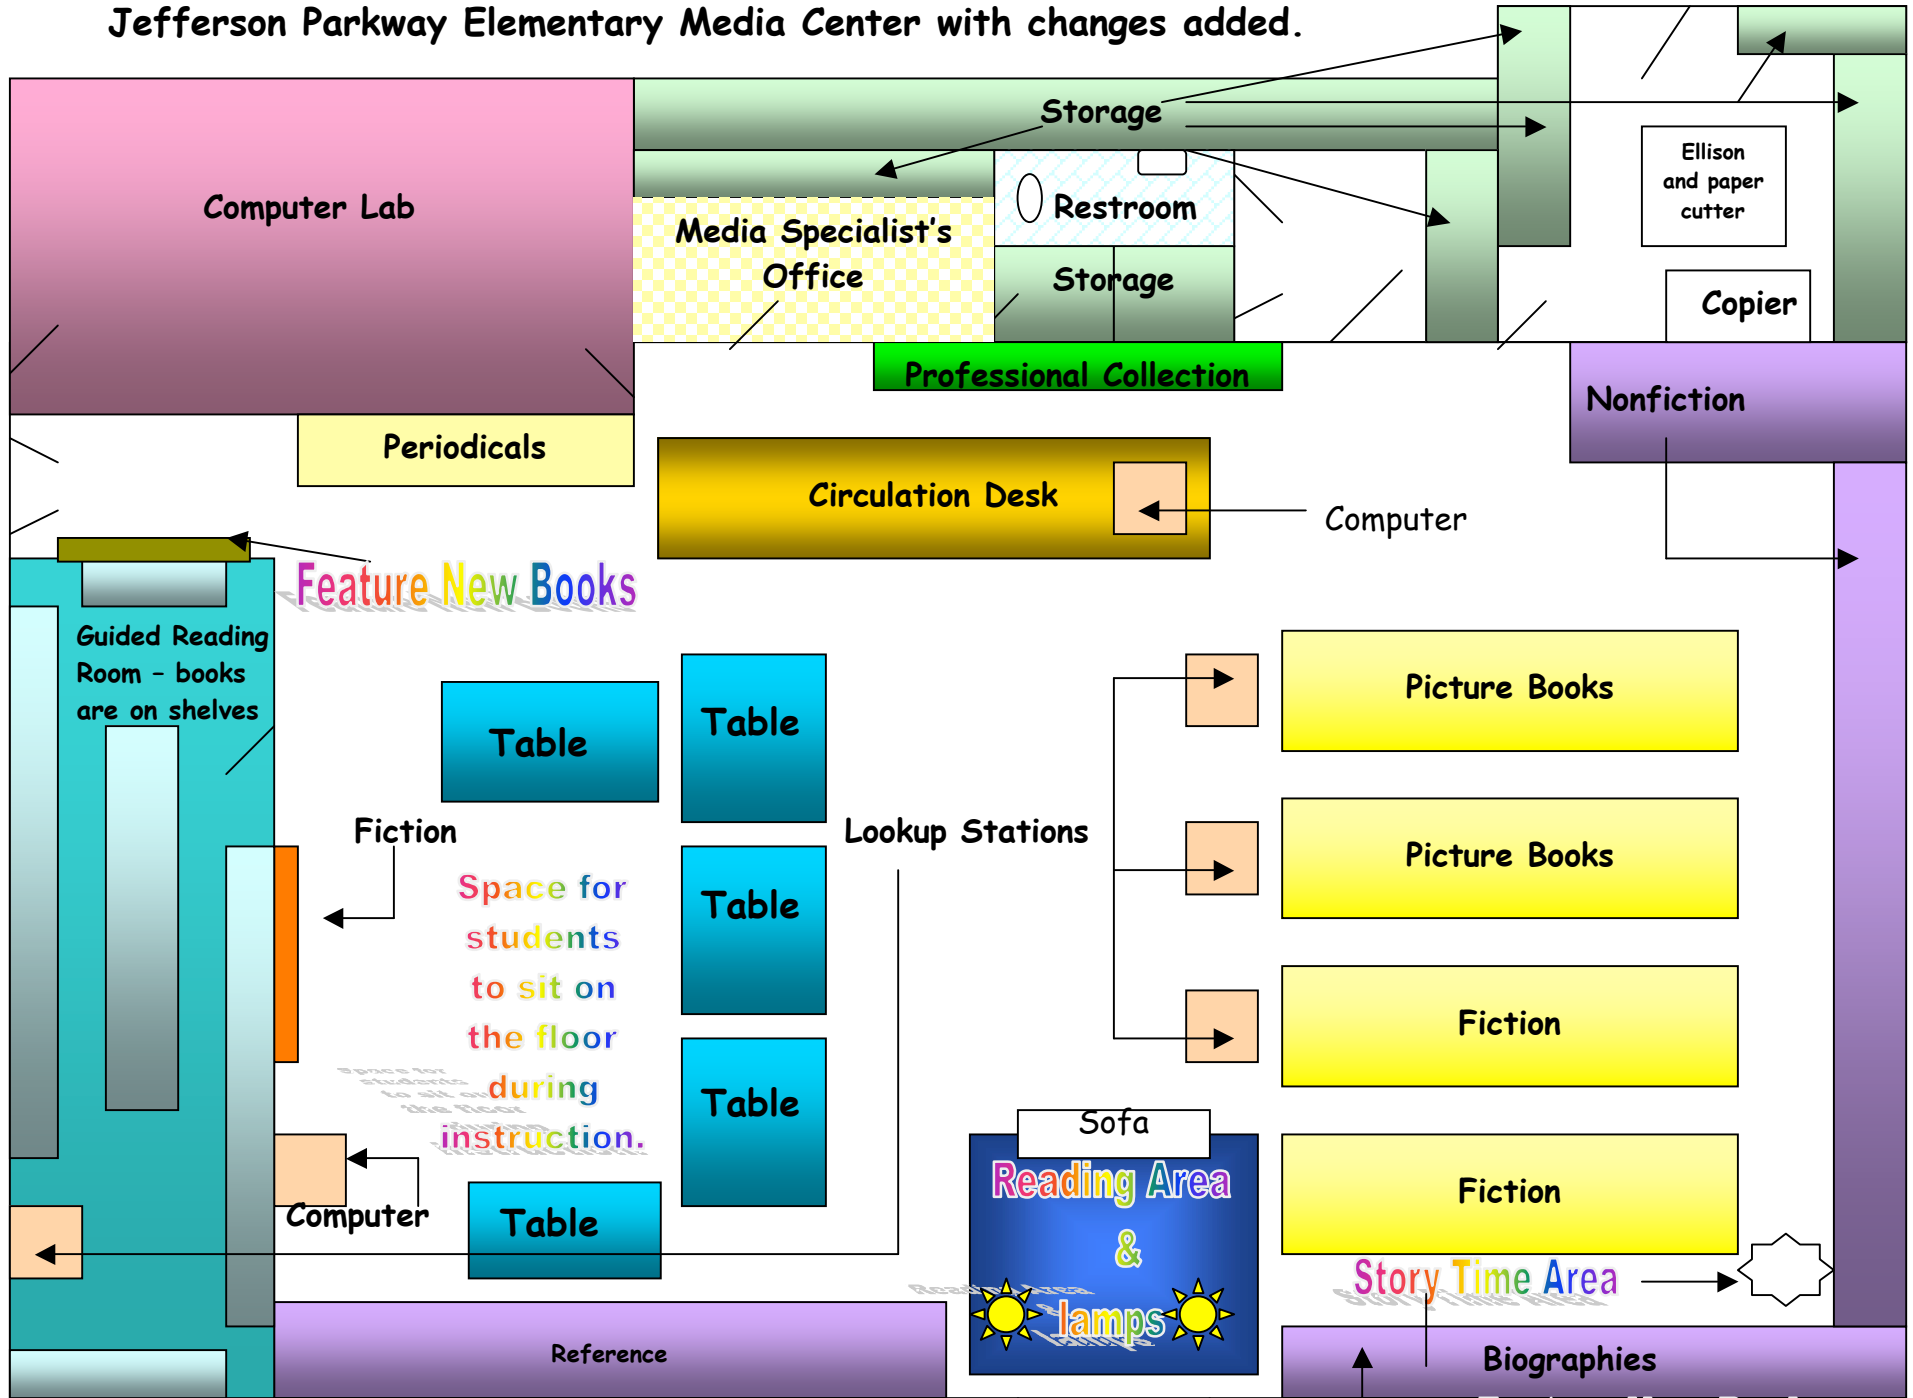 Jefferson Parkway Elementary Media Center with changes added.
Storage
Ellison
and paper
cutter
Computer Lab
Restroom
Media Specialist's
Office
Storage
Copier
Professional Collection
Nonfiction
Periodicals
Circulation Desk
Computer
Feature New Books
Guided Reading
Room - books
are on shelves
Picture Books
Table
Table
Fiction
Lookup Stations
Picture Books
Space for
students
to sit on
the floor
during
instruction.
Table
Fiction
Table
Sofa
Reading Area
&
lamps
Fiction
Computer
Table
Story Time Area
Reference
Biographies